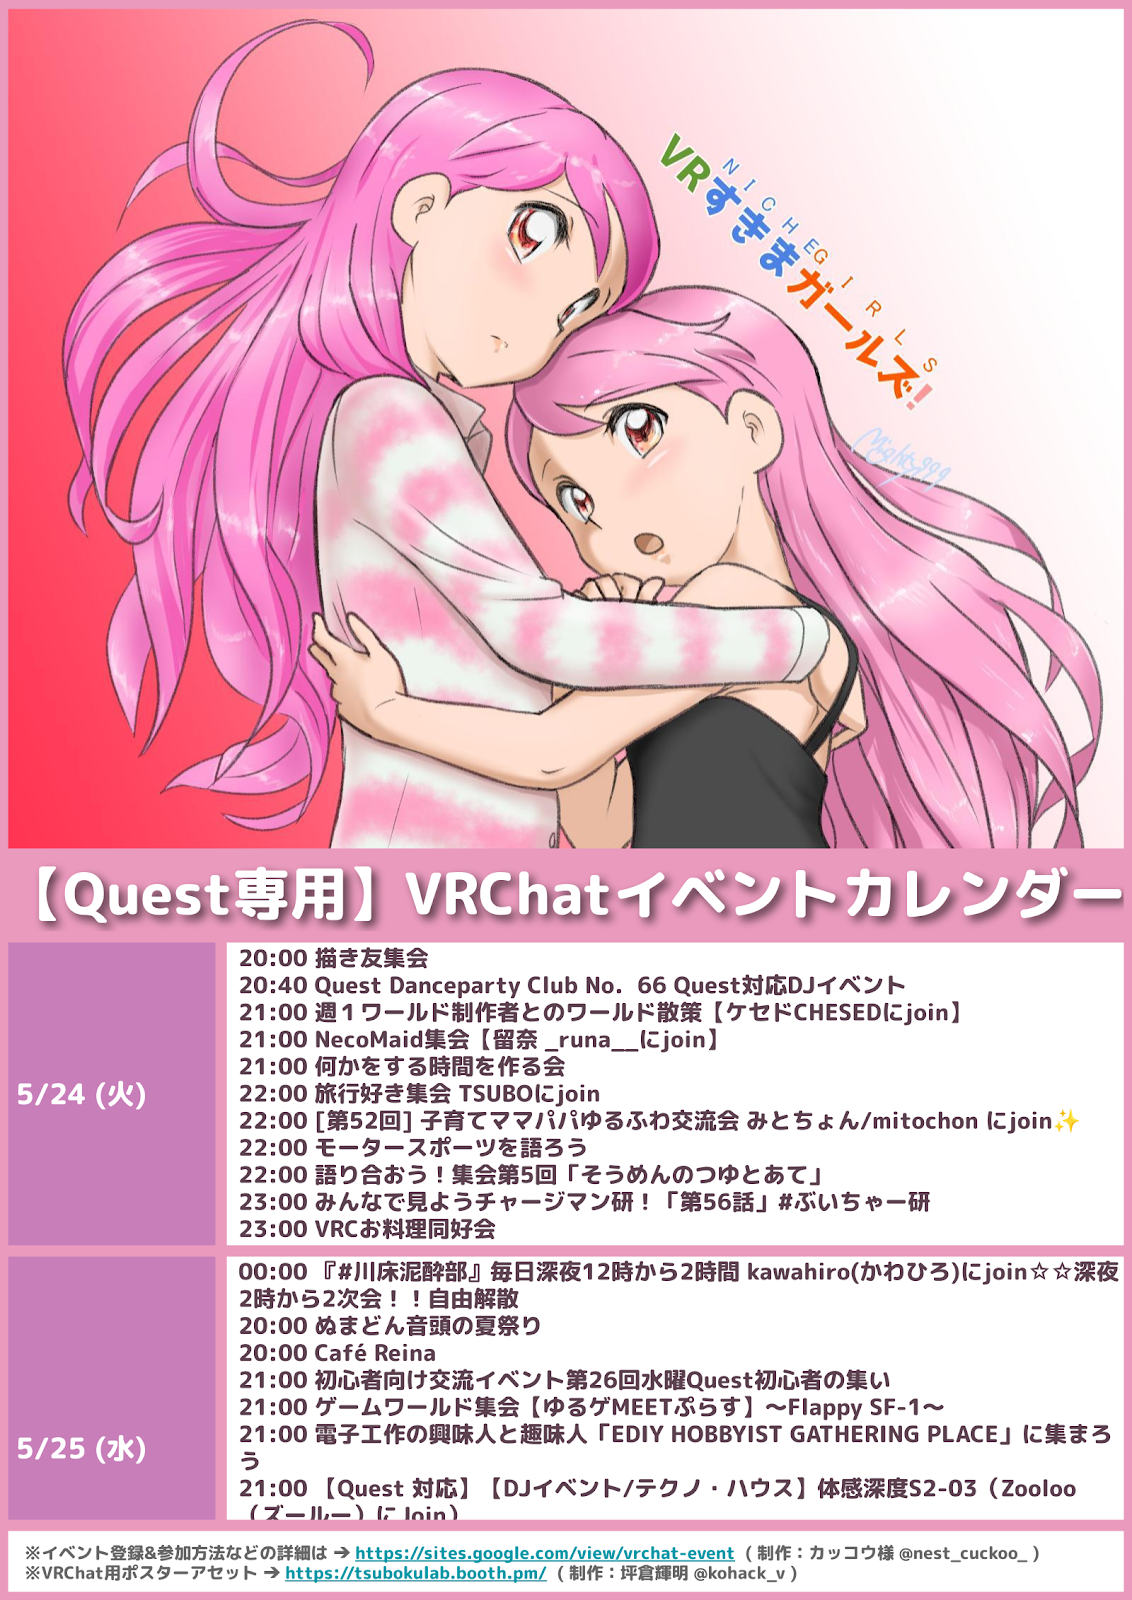 NICHEGIRLS
VRすきまガールズ!
Mighty999
【Quest専用】VRChatイベントカレンダー
5/24 (火)
20:00 描き友集会
20:40 Quest Danceparty Club No．66 Quest対応DJイベント
21:00 週１ワールド制作者とのワールド散策【ケセドCHESEDにjoin】
21:00 NecoMaid集会【留奈 _runa__にjoin】
21:00 何かをする時間を作る会
22:00 旅行好き集会 TSUBOにjoin
22:00 [第52回] 子育てママパパゆるふわ交流会 みとちょん/mitochon にjoin✨
22:00 モータースポーツを語ろう
22:00 語り合おう！集会第5回「そうめんのつゆとあて」
23:00 みんなで見ようチャージマン研！「第56話」#ぶいちゃー研
23:00 VRCお料理同好会
5/25 (水)
00:00 『#川床泥酔部』毎日深夜12時から2時間 kawahiro(かわひろ)にjoin☆☆深夜
2時から2次会！！自由解散
20:00 ぬまどん音頭の夏祭り
20:00 Café Reina
21:00 初心者向け交流イベント第26回水曜Quest初心者の集い
21:00 ゲームワールド集会【ゆるゲMEETぷらす】〜Flappy SF-1〜
21:00 電子工作の興味人と趣味人「EDIY HOBBYIST GATHERING PLACE」に集まろ
う
21:00 【Quest 対応】【DJイベント/テクノ・ハウス】体感深度S2-03（Zooloo
（ズールー）に Join）
※イベント登録&参加方法などの詳細は → https://sites.google.com/view/vrchat-event （ 制作：カッコウ様 @nest_cuckoo_ ）
※VRChat用ポスターアセット → https://tsubokulab.booth.pm/ （ 制作：坪倉輝明 @kohack_v ）